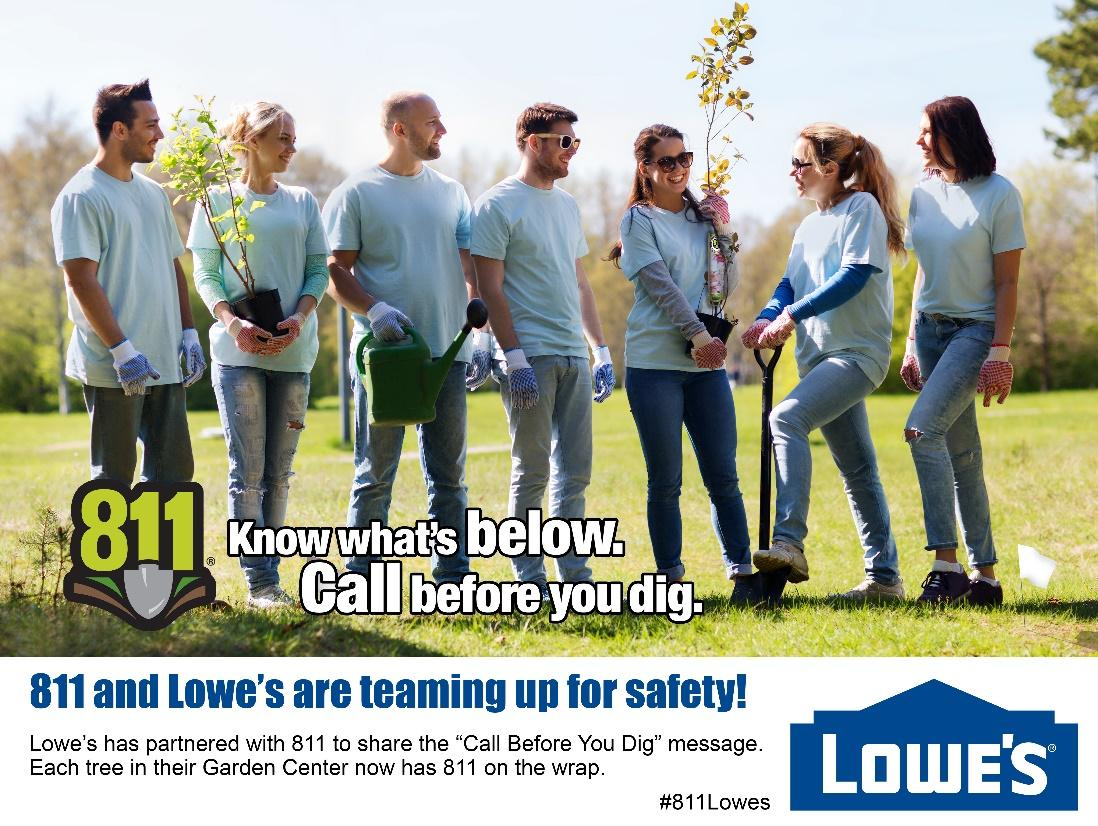 811®
Know what's below.
Call before you dig.
811 and Lowe's are teaming up for safety!
Lowe's has partnered with 811 to share the “Call Before You Dig” message.
Each tree in their Garden Center now has 811 on the wrap.
#811Lowes
LOWE'S®